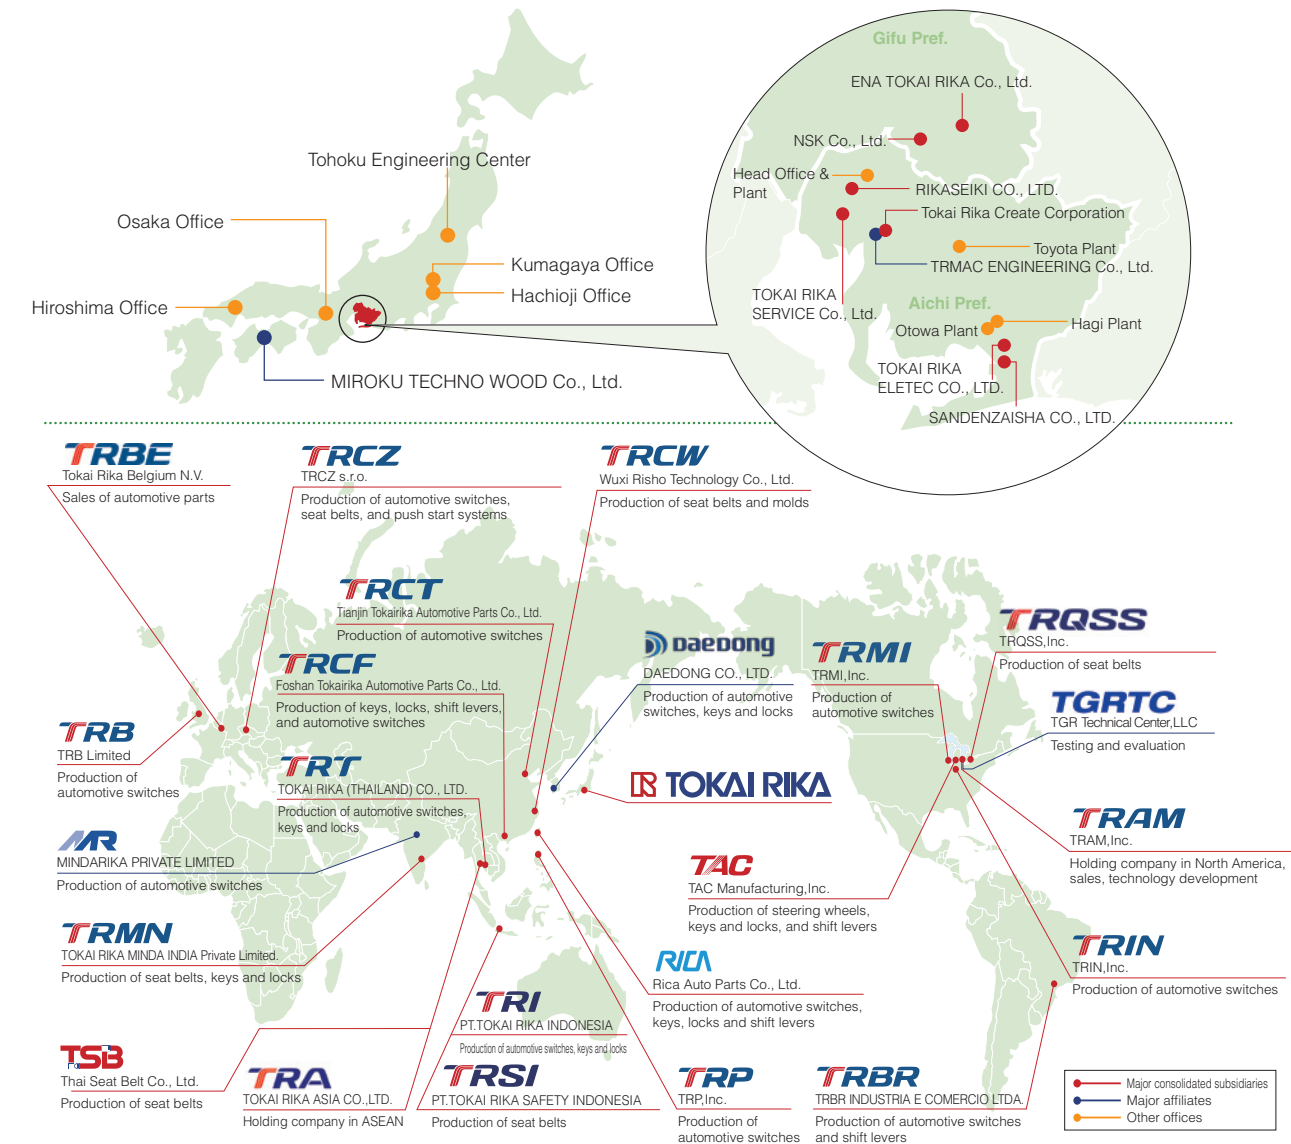 Gifu Pref.
ENA TOKAI RIKA Co., Ltd.
NSK Co., Ltd.
Head Office &
Plant
RIKASEIKI CO., LTD.
Tokai Rika Create Corporation
Toyota Plant
TRMAC ENGINEERING Co., Ltd.
TOKAI RIKA
SERVICE Co., Ltd.
Aichi Pref.
Otowa Plant
Hagi Plant
TOKAI RIKA
ELETEC CO., LTD.
SANDENZAISHA CO., LTD.
Tohoku Engineering Center
Osaka Office
Kumagaya Office
Hachioji Office
Hiroshima Office
MIROKU TECHNO WOOD Co., Ltd.
TRBE
Tokai Rika Belgium N.V.
Sales of automotive parts
TRCZ
TRCZ s.r.o.
Production of automotive switches,
seat belts, and push start systems
TRCW
Wuxi Risho Technology Co., Ltd.
Production of seat belts and molds
TRCT
Tianjin Tokairika Automotive Parts Co., Ltd.
Production of automotive switches
TRCF
Foshan Tokairika Automotive Parts Co., Ltd.
Production of keys, locks, shift levers,
and automotive switches
DAEDONG
DAEDONG CO., LTD.
Production of automotive
switches, keys and locks
TRMI
TRMI,Inc.
Production of
automotive switches
TRQSS
TRQSS,Inc.
Production of seat belts
TGRTC
TGR Technical Center,LLC
Testing and evaluation
TRB
TRB Limited
Production of
automotive switches
TRT
TOKAI RIKA (THAILAND) CO., LTD.
Production of automotive switches,
keys and locks
TOKAI RIKA
TRAM
TRAM,Inc.
Holding company in North America,
sales, technology development
MR
MINDARIKA PRIVATE LIMITED
Production of automotive switches
TAC
TAC Manufacturing,Inc.
Production of steering wheels,
keys and locks, and shift levers
TRMN
TOKAI RIKA MINDA INDIA Private Limited.
Production of seat belts, keys and locks
RICA
Rica Auto Parts Co., Ltd.
Production of automotive switches,
keys, locks and shift levers
TRIN
TRIN,Inc.
Production of automotive switches
TRI
PT.TOKAI RIKA INDONESIA
Production of automotive switches, keys and locks
TSB
Thai Seat Belt Co., Ltd.
Production of seat belts
TRA
TOKAI RIKA ASIA CO.,LTD.
Holding company in ASEAN
TRSI
PT.TOKAI RIKA SAFETY INDONESIA
Production of seat belts
TRP
TRP,Inc.
Production of
automotive switches
TRBR
TRBR INDUSTRIA E COMERCIO LTDA.
Production of automotive switches
and shift levers
Major consolidated subsidiaries
Major affiliates
Other offices